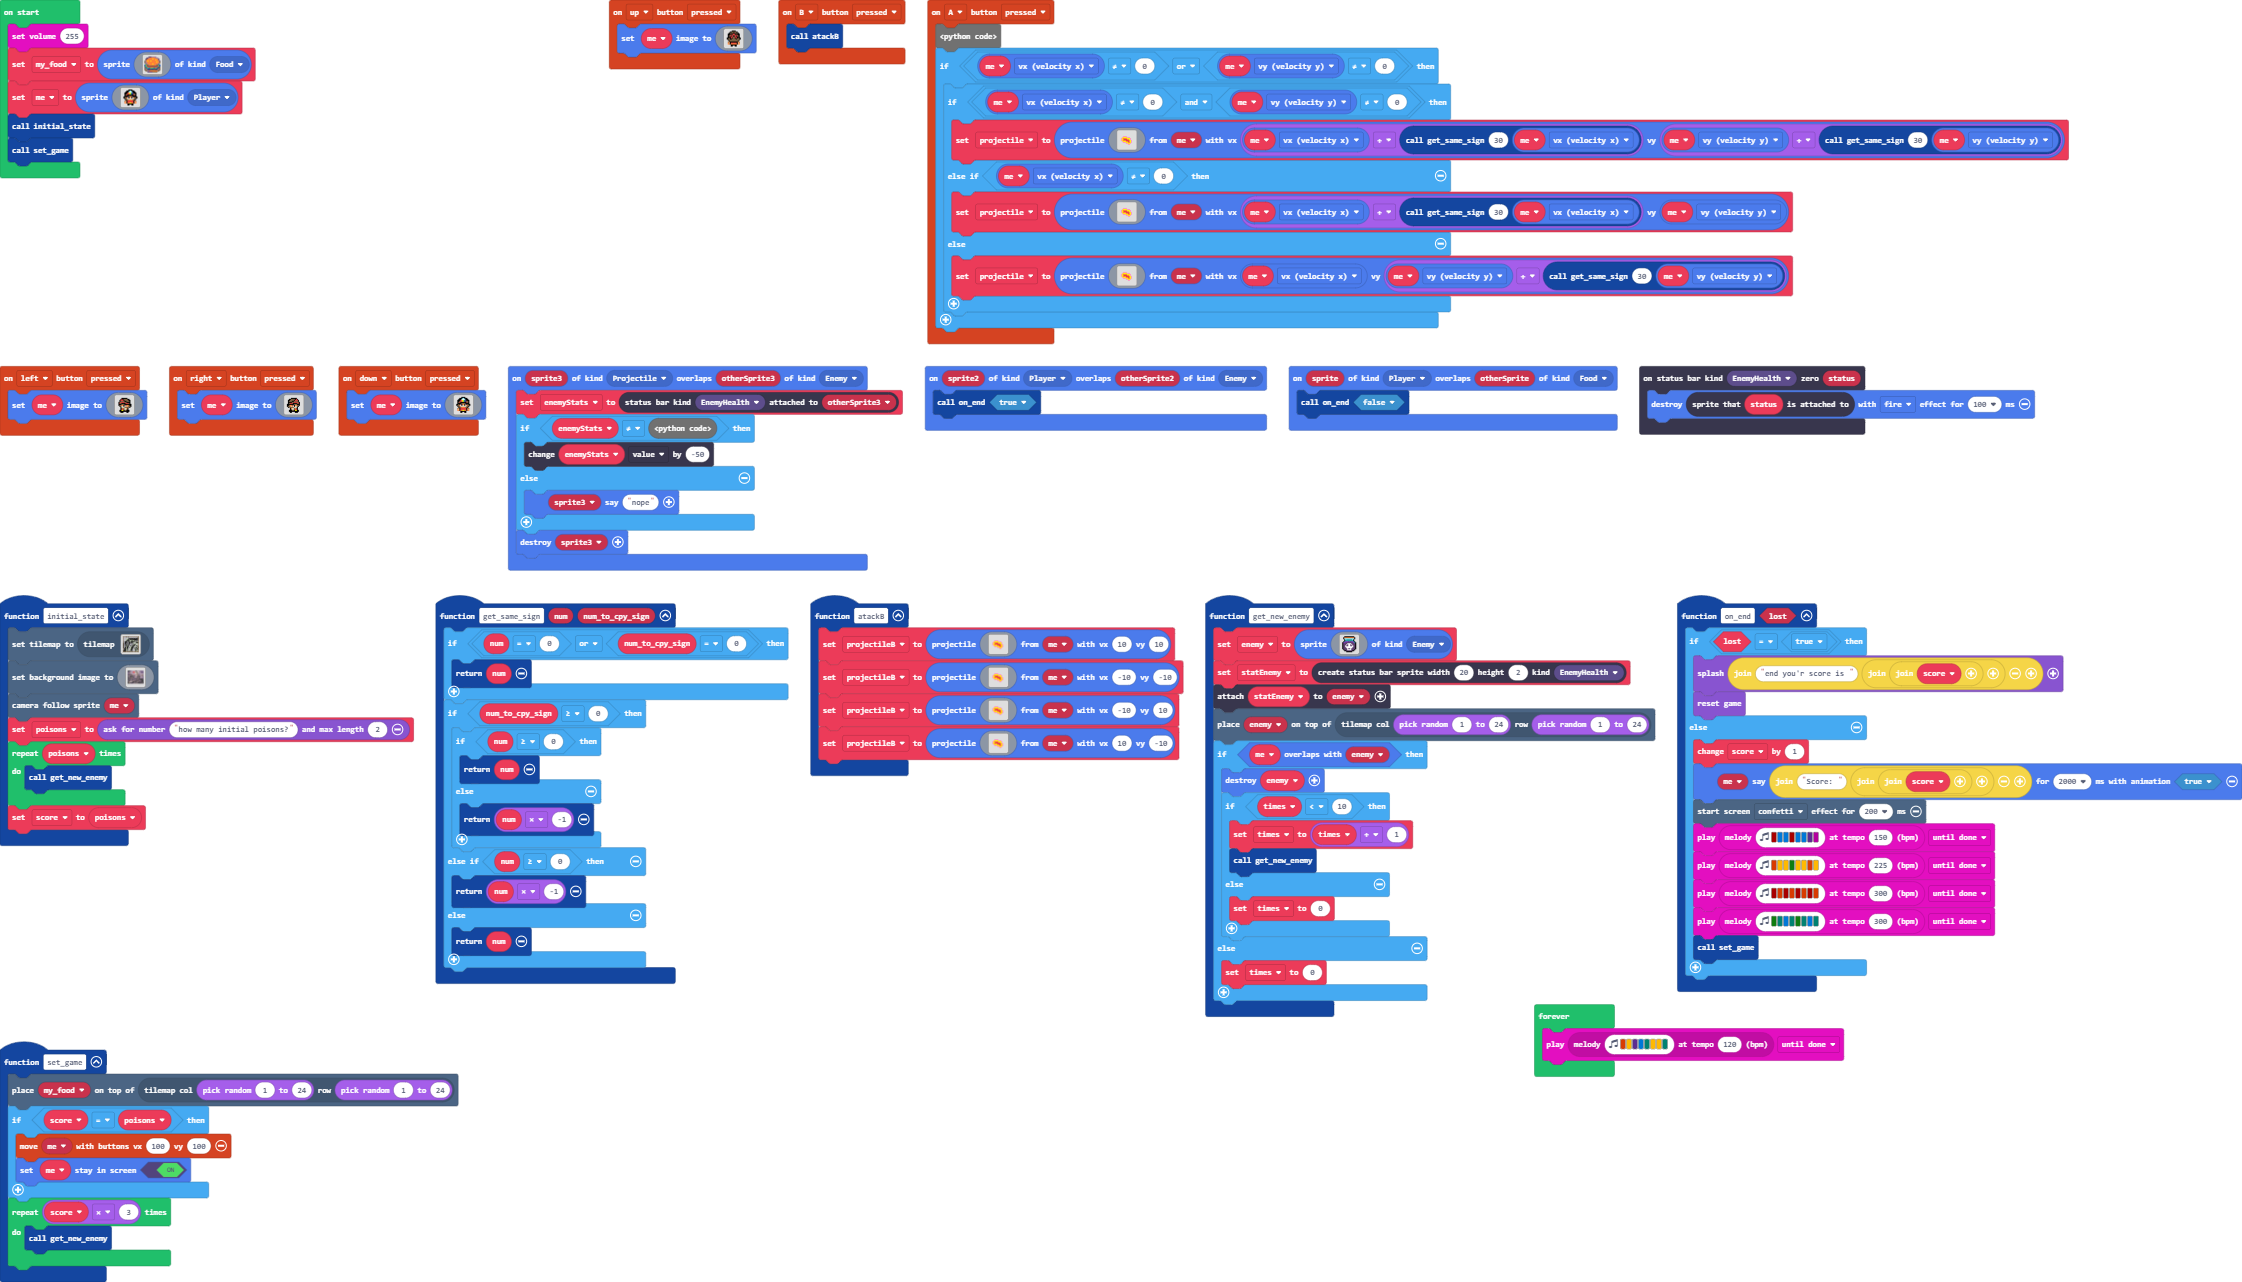 on start
set volume 255
set my_food to sprite of kind Food
set me to sprite of kind Player
call initial_state
call set_game
on up button pressed
set me image to
on B button pressed
call atackB
on A button pressed
<python code>
if me vx (velocity x) ≠ 0 or me vy (velocity y) ≠ 0 then
if me vx (velocity x) ≠ 0 and me vy (velocity y) ≠ 0 then
set projectile to projectile from me with vx me vx (velocity x) + call get_same_sign 30 me vx (velocity x) vy me vy (velocity y) + call get_same_sign 30 me vy (velocity y)
else if me vx (velocity x) ≠ 0 then
set projectile to projectile from me with vx me vx (velocity x) + call get_same_sign 30 me vx (velocity x) vy me vy (velocity y)
else
set projectile to projectile from me with vx me vx (velocity x) vy me vy (velocity y) + call get_same_sign 30 me vy (velocity y)
on left button pressed
set me image to
on right button pressed
set me image to
on down button pressed
set me image to
on sprite3 of kind Projectile overlaps otherSprite3 of kind Enemy
set enemyStats to status bar kind EnemyHealth attached to otherSprite3
if enemyStats ≠ <python code> then
change enemyStats value by -50
else
sprite3 say "nope"
destroy sprite3
on sprite2 of kind Player overlaps otherSprite2 of kind Enemy
call on_end true
on sprite of kind Player overlaps otherSprite of kind Food
call on_end false
on status bar kind EnemyHealth zero status
destroy sprite that status is attached to with fire effect for 100 ms
function initial_state
set tilemap to tilemap
set background image to
camera follow sprite me
set poisons to ask for number "how many initial poisons?" and max length 2
repeat poisons times
do call get_new_enemy
set score to poisons
function get_same_sign num num_to_cpy_sign
if num = 0 or num_to_cpy_sign = 0 then
return num
if num_to_cpy_sign ≥ 0 then
if num ≥ 0 then
return num
else
return num × -1
else if num ≥ 0 then
return num × -1
else
return num
function atackB
set projectileB to projectile from me with vx 10 vy 10
set projectileB to projectile from me with vx -10 vy -10
set projectileB to projectile from me with vx -10 vy 10
set projectileB to projectile from me with vx 10 vy -10
function get_new_enemy
set enemy to sprite of kind Enemy
set statEnemy to create status bar sprite width 20 height 2 kind EnemyHealth
attach statEnemy to enemy
place enemy on top of tilemap col pick random 1 to 24 row pick random 1 to 24
if me overlaps with enemy then
destroy enemy
if times < 10 then
set times to times + 1
call get_new_enemy
else
set times to 0
else
set times to 0
function on_end lost
if lost = true then
splash join "end you'r score is " join join score
reset game
else
change score by 1
me say join "Score: " join join score for 2000 ms with animation true
start screen confetti effect for 200 ms
play melody at tempo 150 (bpm) until done
play melody at tempo 225 (bpm) until done
play melody at tempo 300 (bpm) until done
play melody at tempo 300 (bpm) until done
call set_game
forever
play melody at tempo 120 (bpm) until done
function set_game
place my_food on top of tilemap col pick random 1 to 24 row pick random 1 to 24
if score = poisons then
move me with buttons vx 100 vy 100
set me stay in screen ON
repeat score × 3 times
do call get_new_enemy